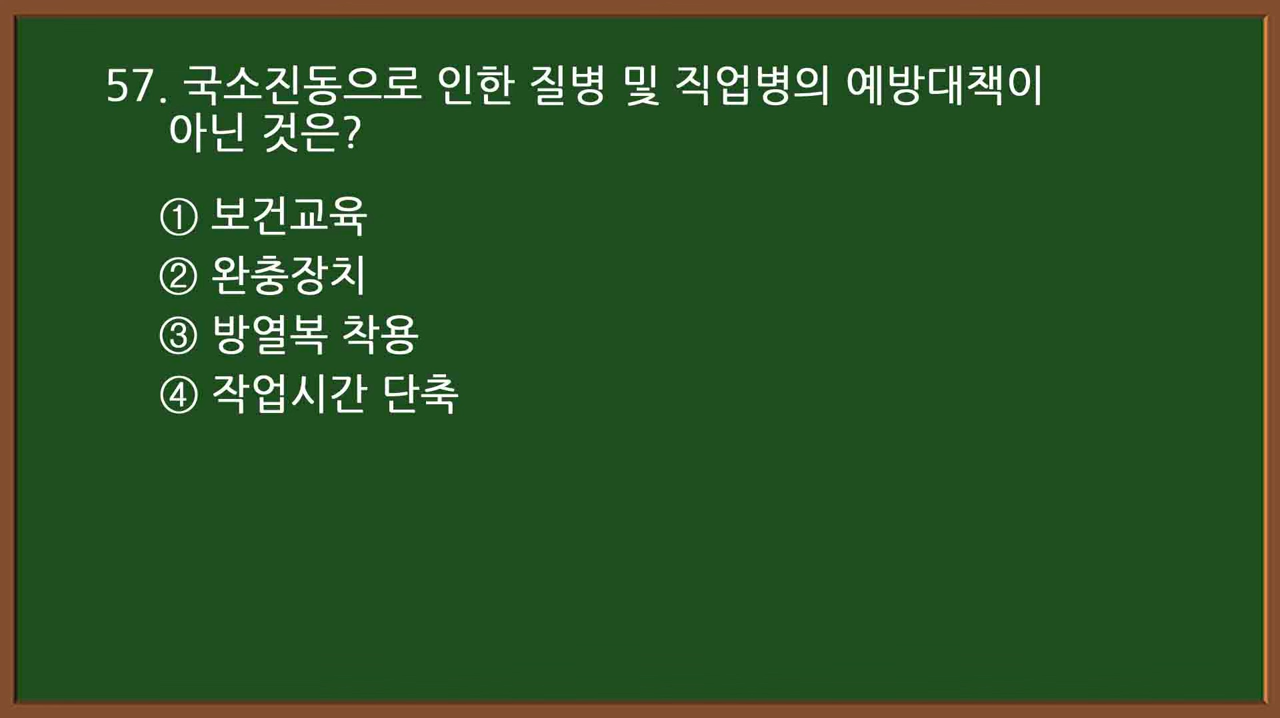 57. 국소진동으로 인한 질병 및 직업병의 예방대책이
아닌 것은?
① 보건교육
② 완충장치
③ 방열복 착용
④ 작업시간 단축